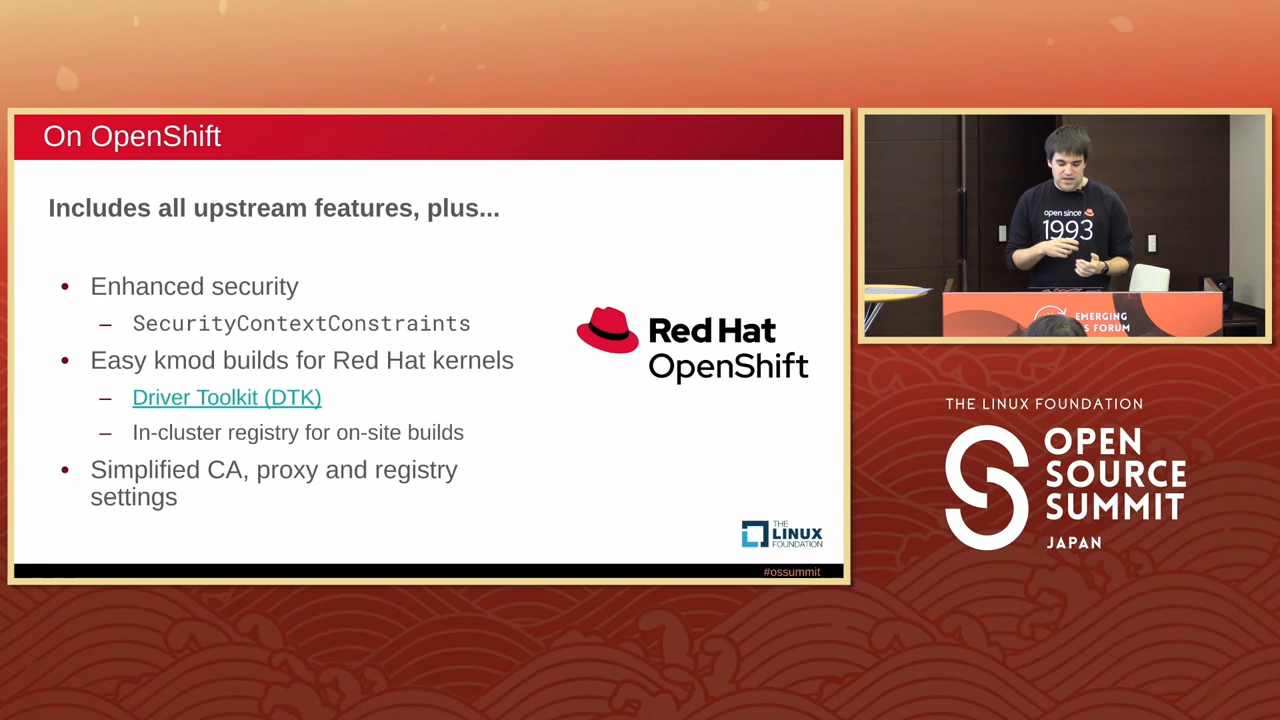 On OpenShift
Includes all upstream features, plus...
• Enhanced security
– SecurityContextConstraints
• Easy kmod builds for Red Hat kernels
– Driver Toolkit (DTK)
– In-cluster registry for on-site builds
• Simplified CA, proxy and registry
settings
Red Hat
OpenShift
THE
LINUX
FOUNDATION
#ossummit
open since
1993
EMERGING
S FORUM
THE LINUX FOUNDATION
OPEN
SOURCE
SUMMIT
JAPAN